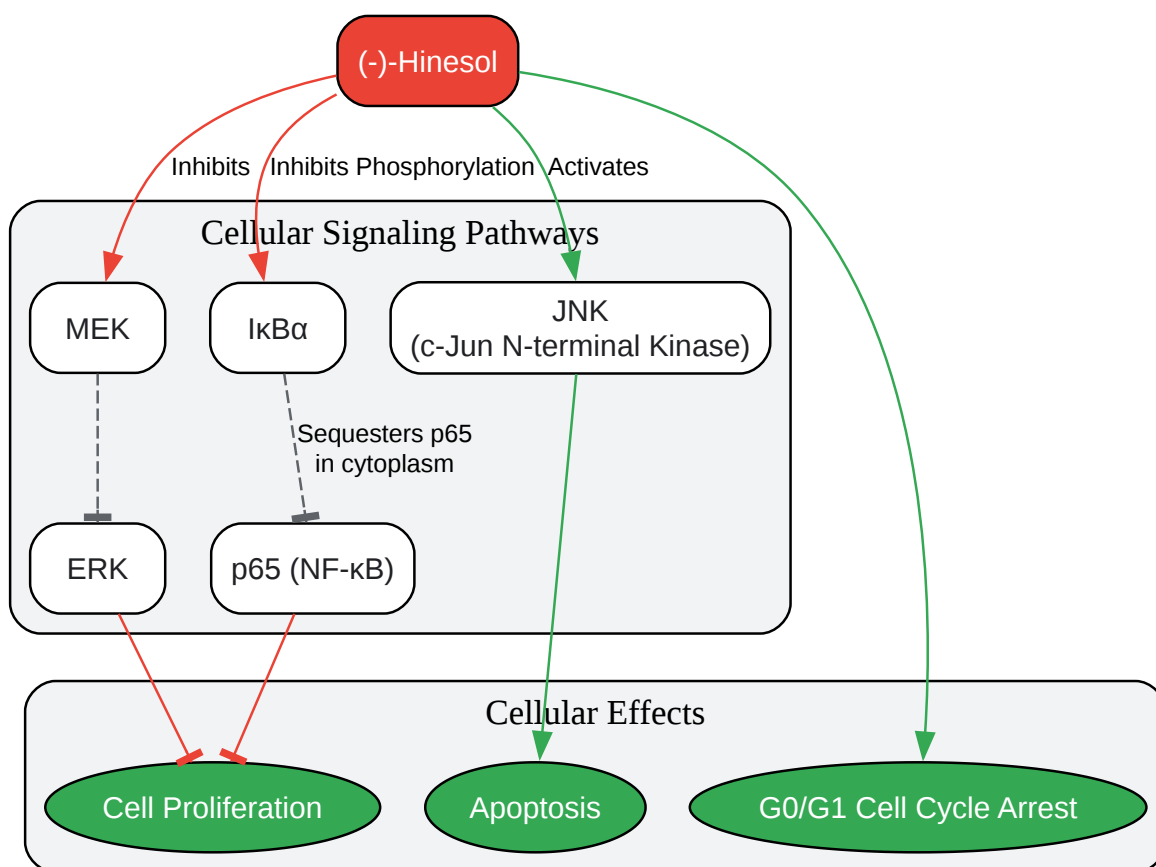 (-)-Hinesol
Inhibits
Inhibits Phosphorylation
Activates
Cellular Signaling Pathways
MEK
IκBα
JNK
(c-Jun N-terminal Kinase)
Sequesters p65
in cytoplasm
ERK
p65 (NF-κB)
Cellular Effects
Cell Proliferation
Apoptosis
G0/G1 Cell Cycle Arrest